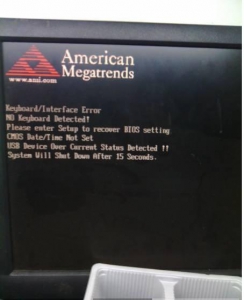 American
Megatrends
www.ami.com
Keyboard/Interface Error
NO Keyboard Detected!
Please enter Setup to recover BIOS setting
CMOS Date/Time Not Set
USB Device Over Current Status Detected !!
System Will Shut Down After 15 Seconds.